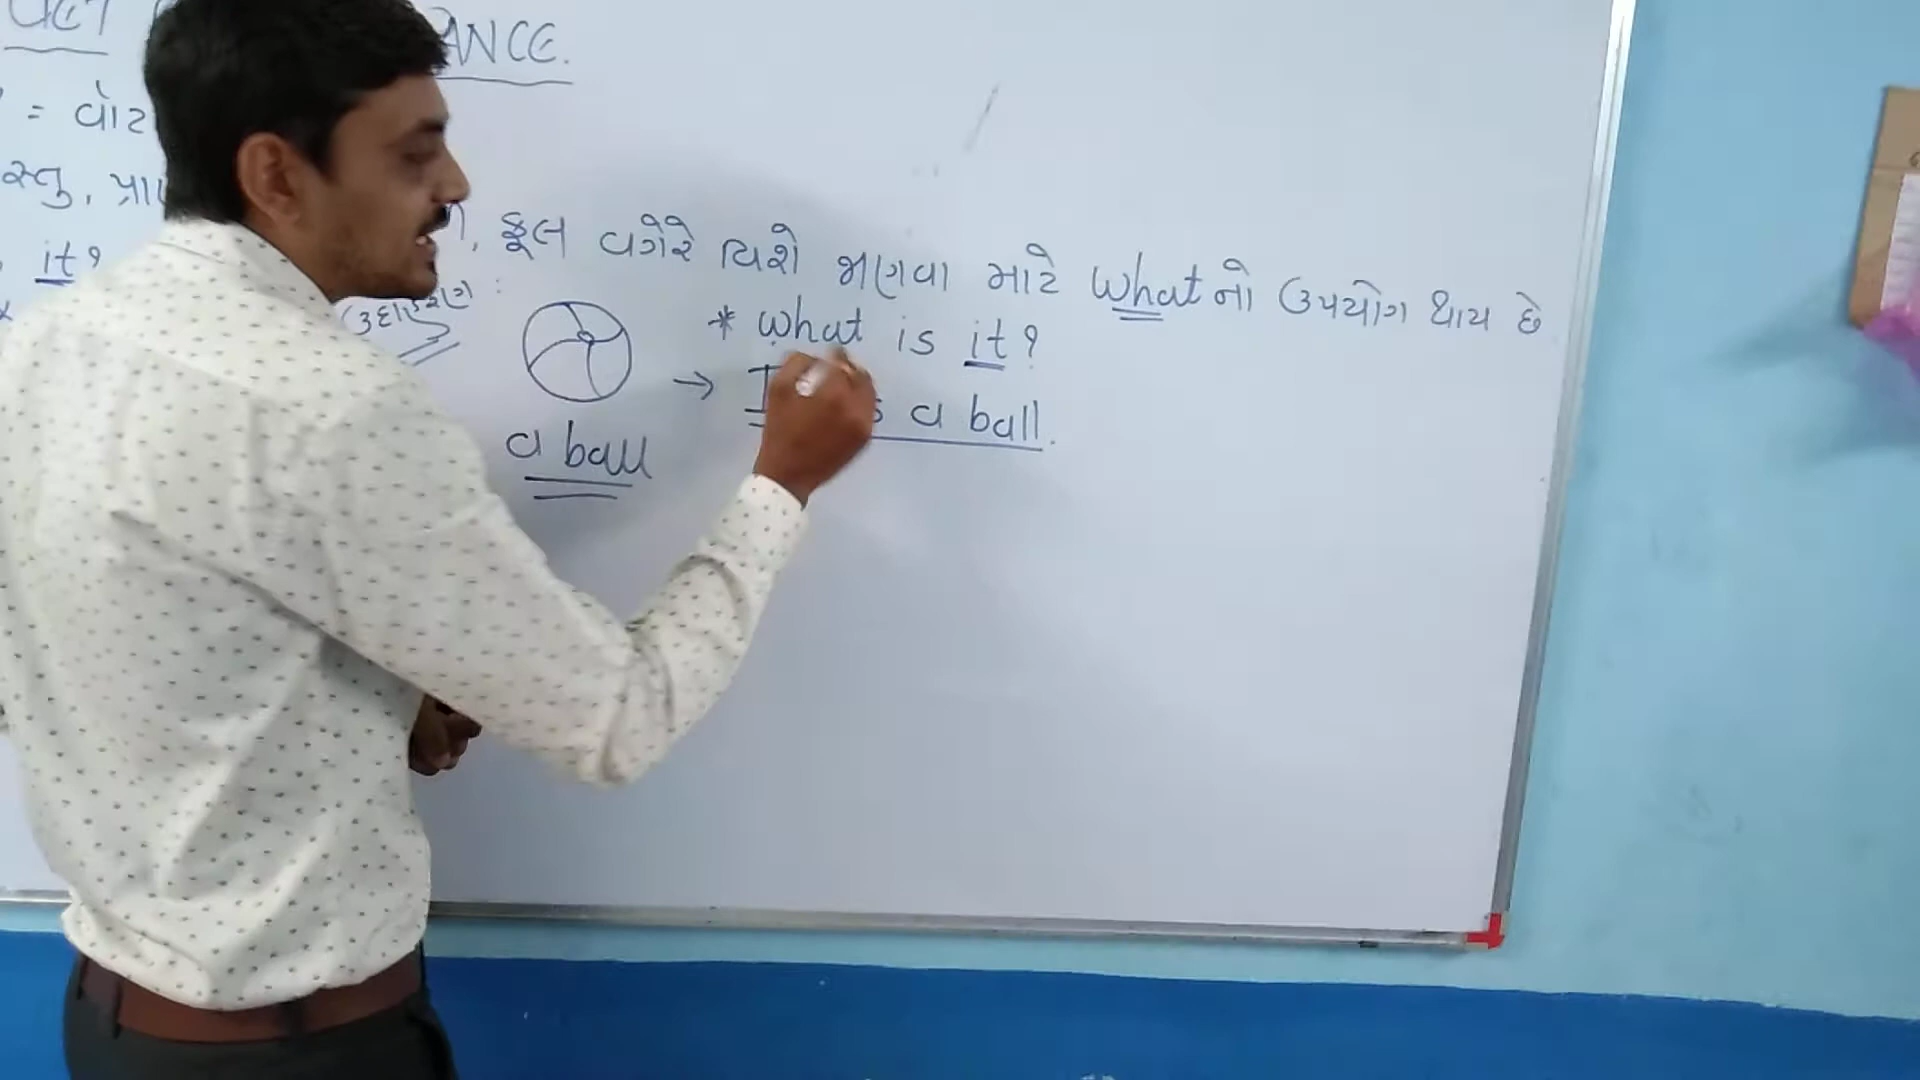 ANCE.
= વોટ
it?
ફૂલ વગેરે વિશે જાણવા માટે What નો ઉપયોગ થાય છે
ઉદાહરણ :
* what is it?
→ a ball.
a ball